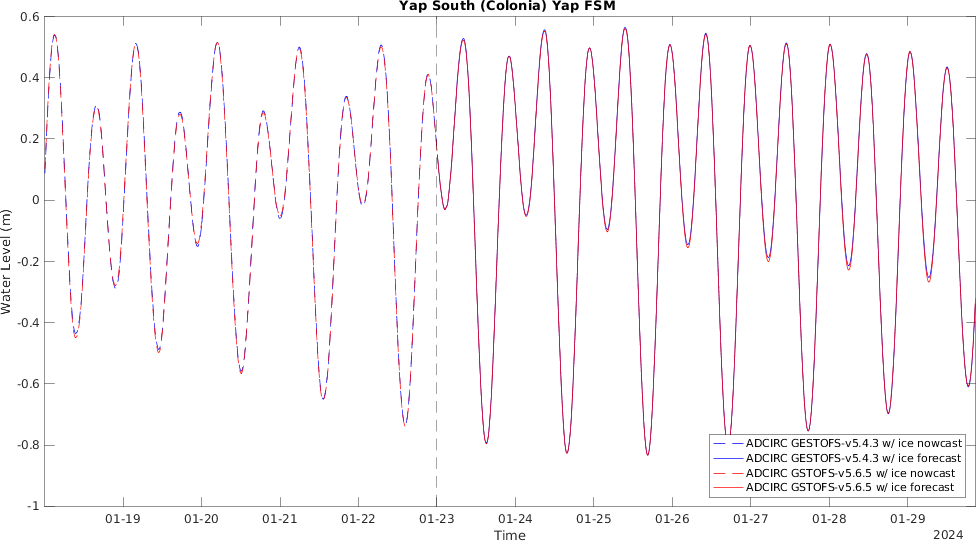 Yap South (Colonia) Yap FSM
0.6
0.4
0.2
0
-0.2
-0.4
-0.6
-0.8
-1
Water Level (m)
ADCIRC GESTOFS-v5.4.3 w/ ice nowcast
ADCIRC GESTOFS-v5.4.3 w/ ice forecast
ADCIRC GSTOFS-v5.6.5 w/ ice nowcast
ADCIRC GSTOFS-v5.6.5 w/ ice forecast
01-19 01-20 01-21 01-22 01-23 01-24 01-25 01-26 01-27 01-28 01-29
Time
2024